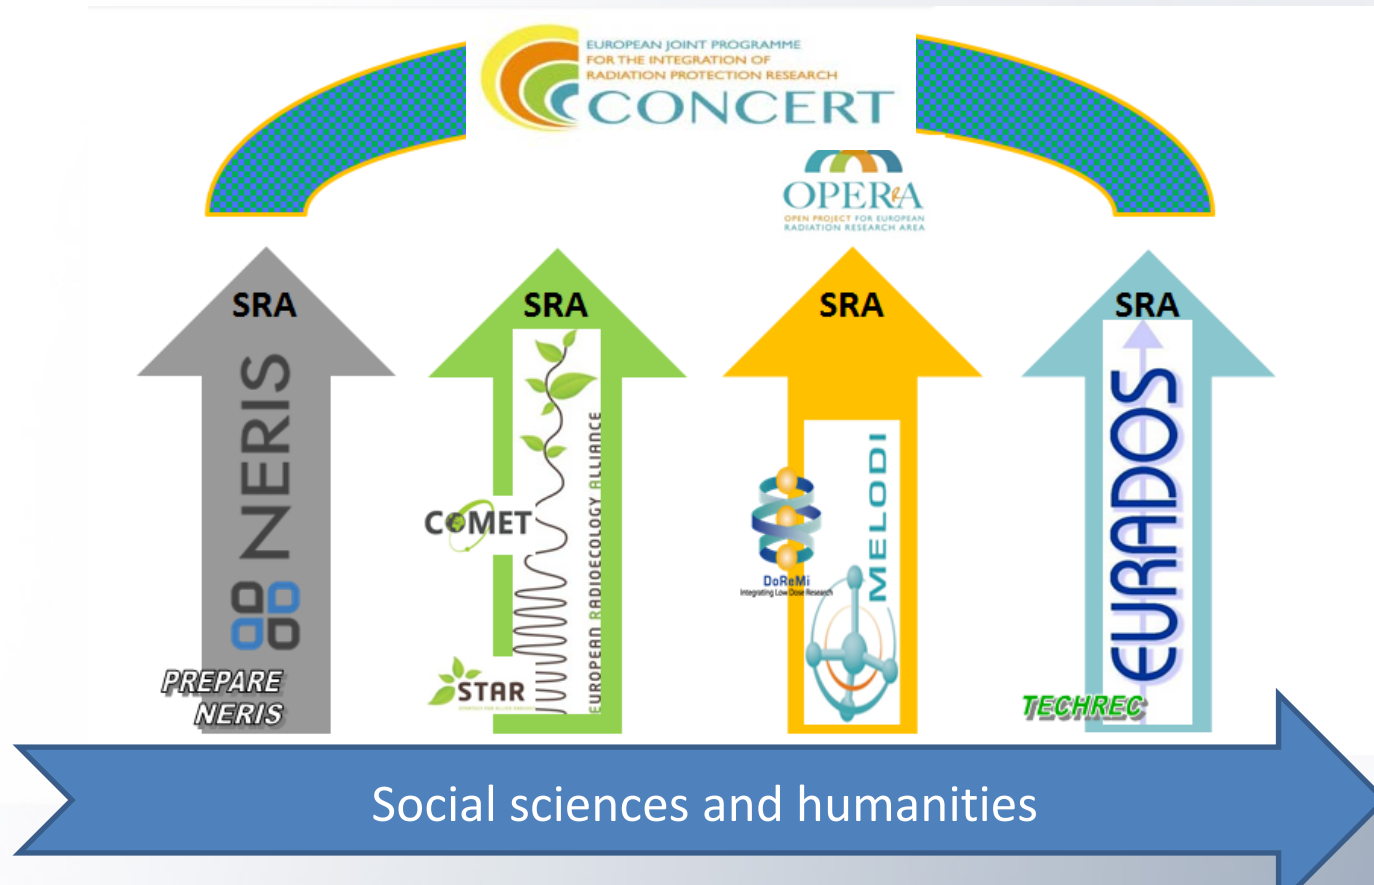 EUROPEAN JOINT PROGRAMME
FOR THE INTEGRATION OF
RADIATION PROTECTION RESEARCH
CONCERT
OPERRA
OPEN PROJECT FOR EUROPEAN
RADIATION RESEARCH AREA
SRA
SRA
SRA
SRA
NERIS
PREPARE
NERIS
COMET
STAR
EUROPEAN RADIOECOLOGY ALLIANCE
DoReMi
Integrating Low Dose Research
MELODI
EURADOS
TECHREC
Social sciences and humanities